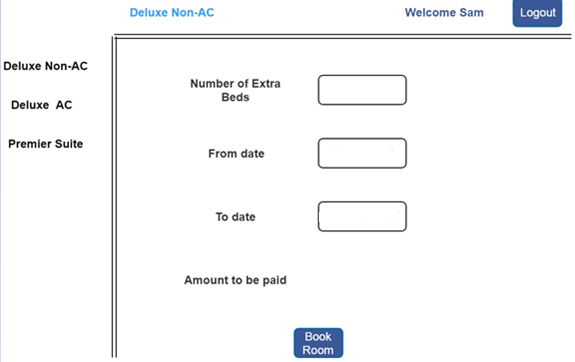 Deluxe Non-AC
Welcome Sam
Logout
Deluxe Non-AC
Deluxe AC
Premier Suite
Number of Extra
Beds
From date
To date
Amount to be paid
Book
Room